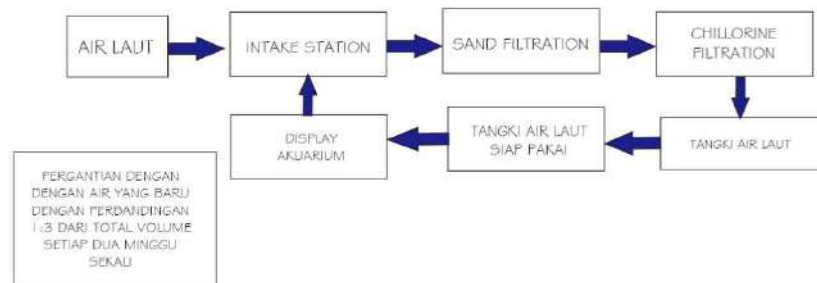 AIR LAUT
INTAKE STATION
SAND FILTRATION
CHILLORINE
FILTRATION
TANGKI AIR LAUT
TANGKI AIR LAUT
SIAP PAKAI
DISPLAY
AKUARIUM
PERGANTIAN DENGAN
DENGAN AIR YANG BARU
DENGAN PERBANDINGAN
1:3 DARI TOTAL VOLUME
SETIAP DUA MINGGU
SEKALI